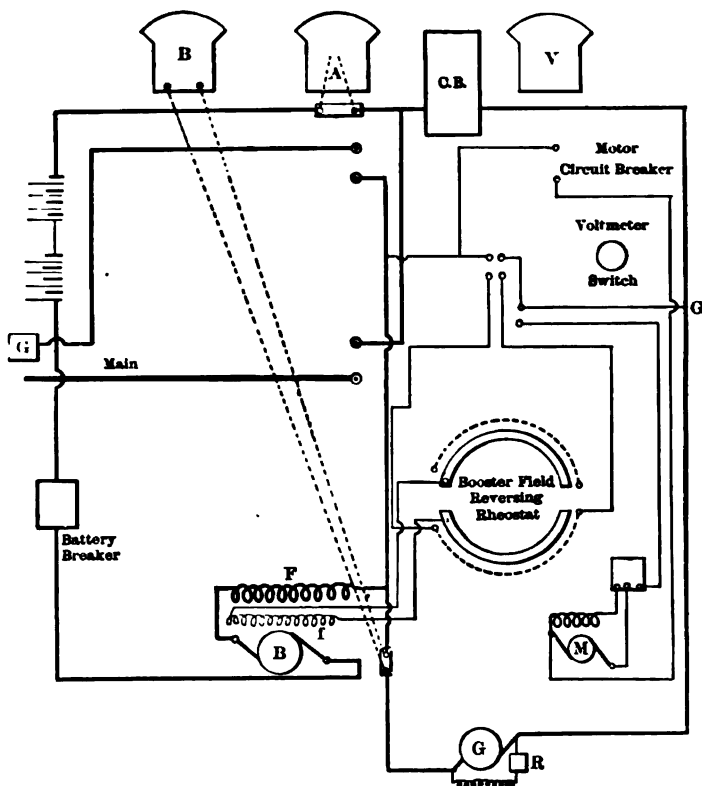 B
A
C.B.
V
Motor
Circuit Breaker
Voltmeter
Switch
G
G
Main
Booster Field
Reversing
Rheostat
Battery
Breaker
F
f
B
M
G
R